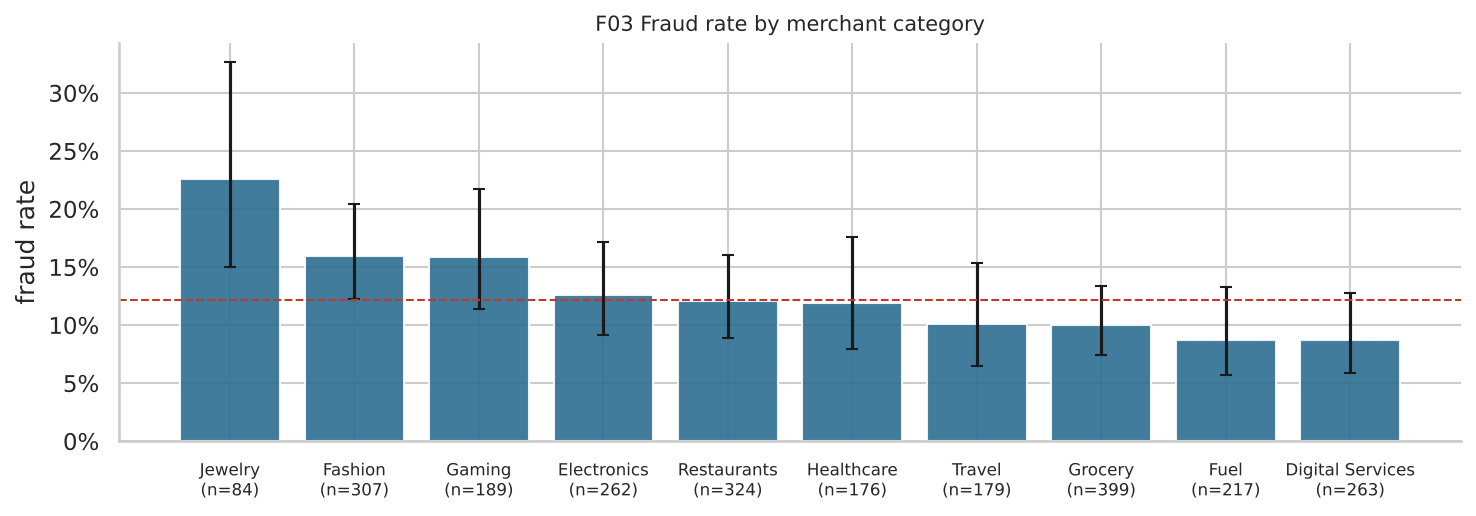 F03 Fraud rate by merchant category
fraud rate
30%
25%
20%
15%
10%
5%
0%
Jewelry
(n=84)
Fashion
(n=307)
Gaming
(n=189)
Electronics
(n=262)
Restaurants
(n=324)
Healthcare
(n=176)
Travel
(n=179)
Grocery
(n=399)
Fuel
(n=217)
Digital Services
(n=263)